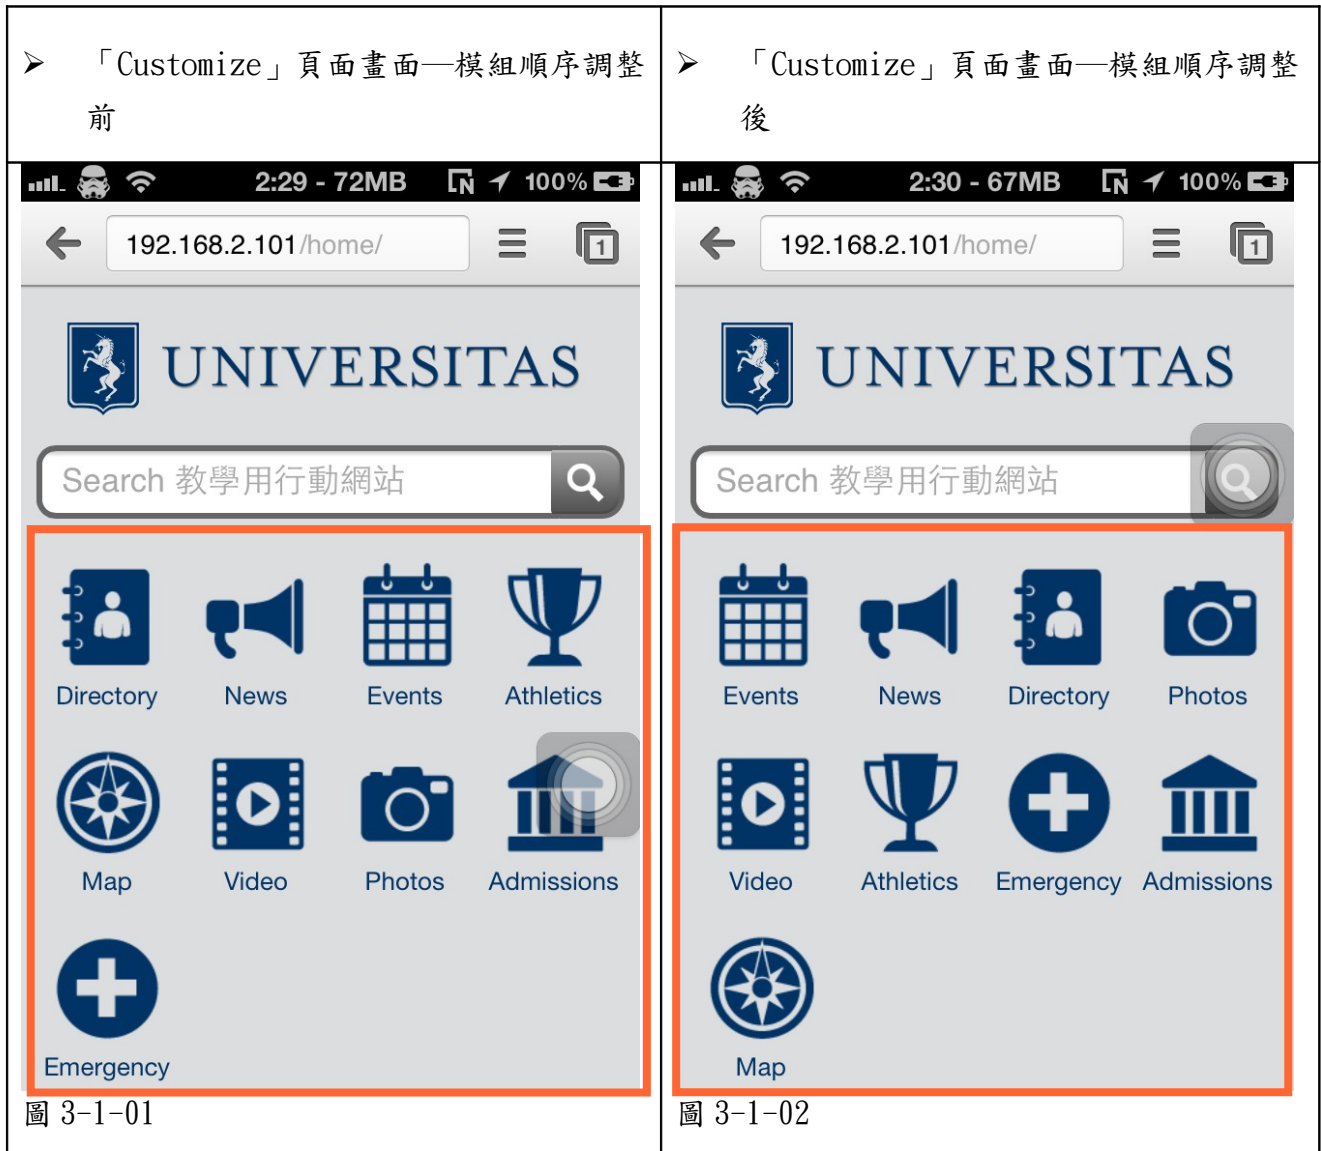 ➢ 「Customize」頁面畫面—模組順序調整
前
2:29 - 72MB 100%
192.168.2.101/home/ 1
UNIVERSITAS
Search 教學用行動網站
Directory News Events Athletics
Map Video Photos Admissions
Emergency
圖 3-1-01
➢ 「Customize」頁面畫面—模組順序調整
後
2:30 - 67MB 100%
192.168.2.101/home/ 1
UNIVERSITAS
Search 教學用行動網站
Events News Directory Photos
Video Athletics Emergency Admissions
Map
圖 3-1-02